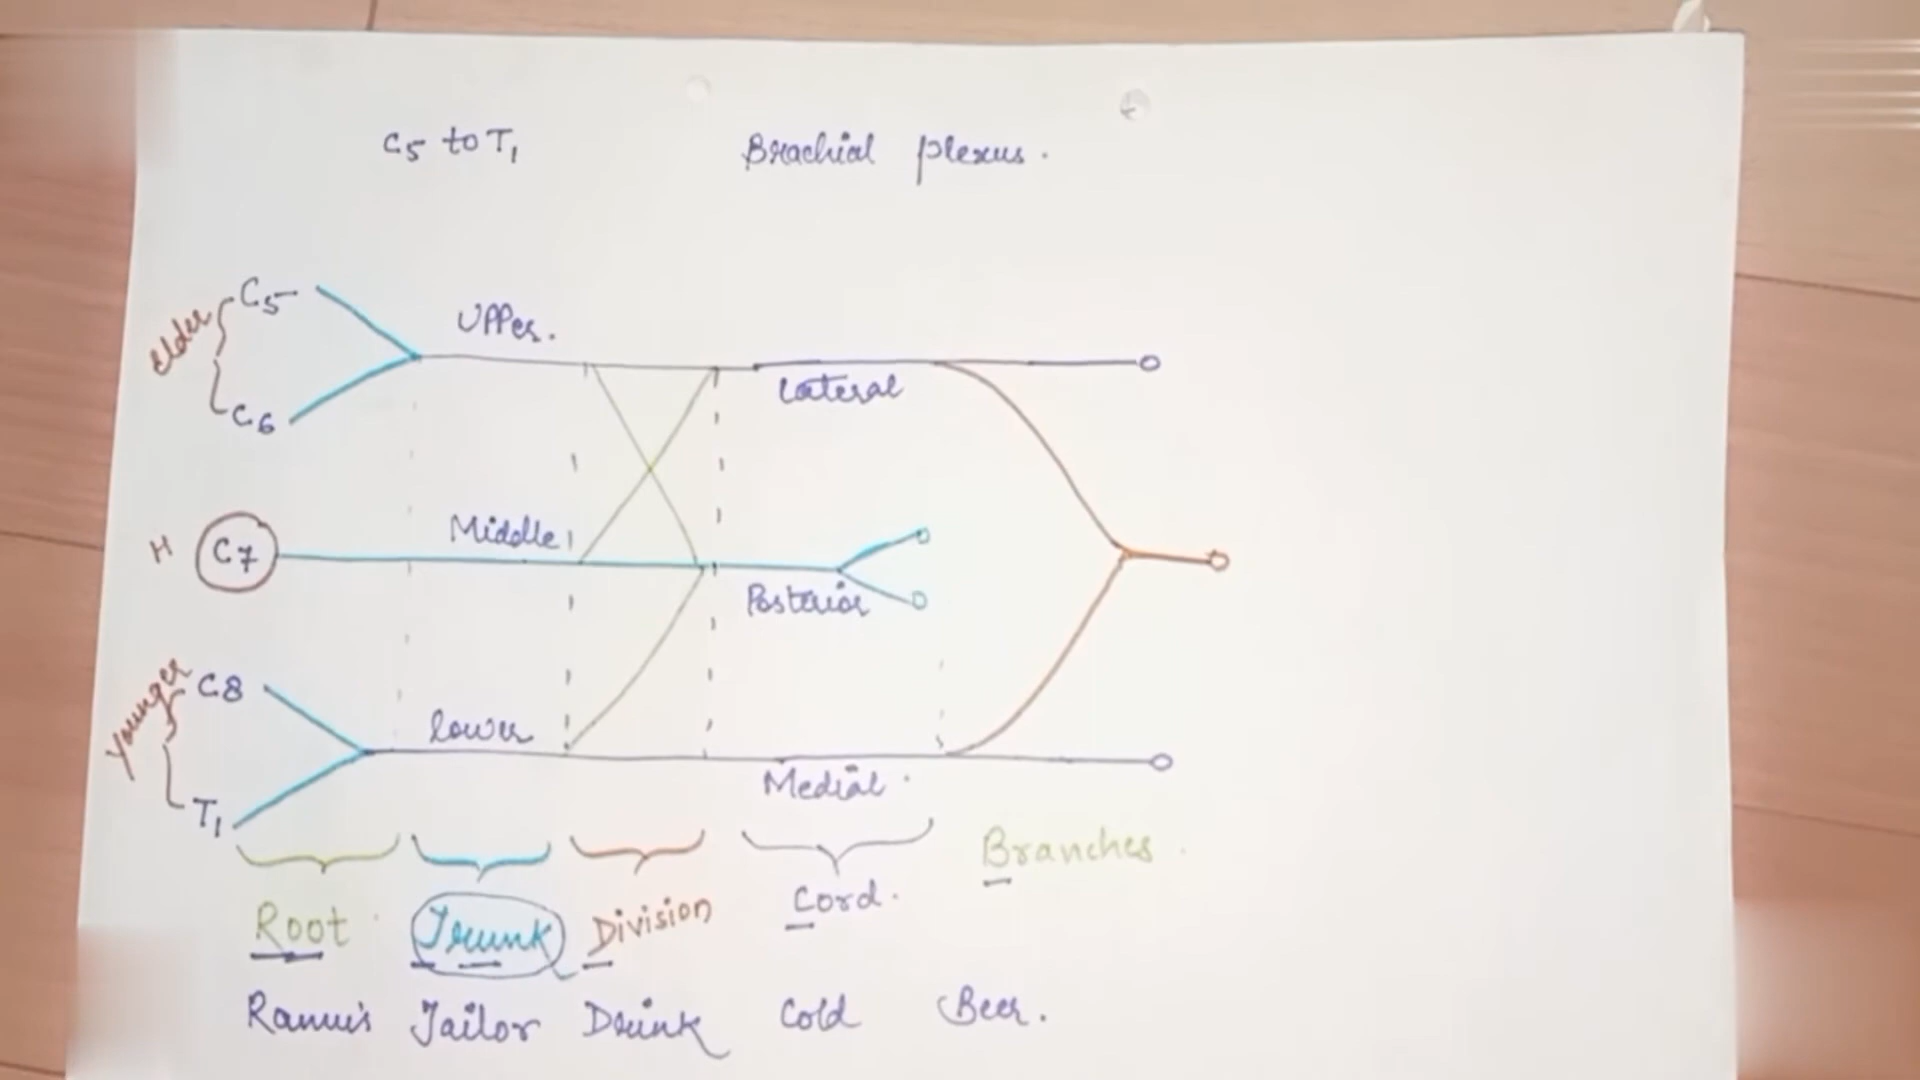 C5 to T1
Brachial plexus.
Elder
C5
C6
Upper.
Lateral
H
C7
Middle
Posterior
Younger
C8
T1
lower
Medial
Root
Trunk
Division
Cord.
Branches
Ramu's Tailor Drink Cold Beer.